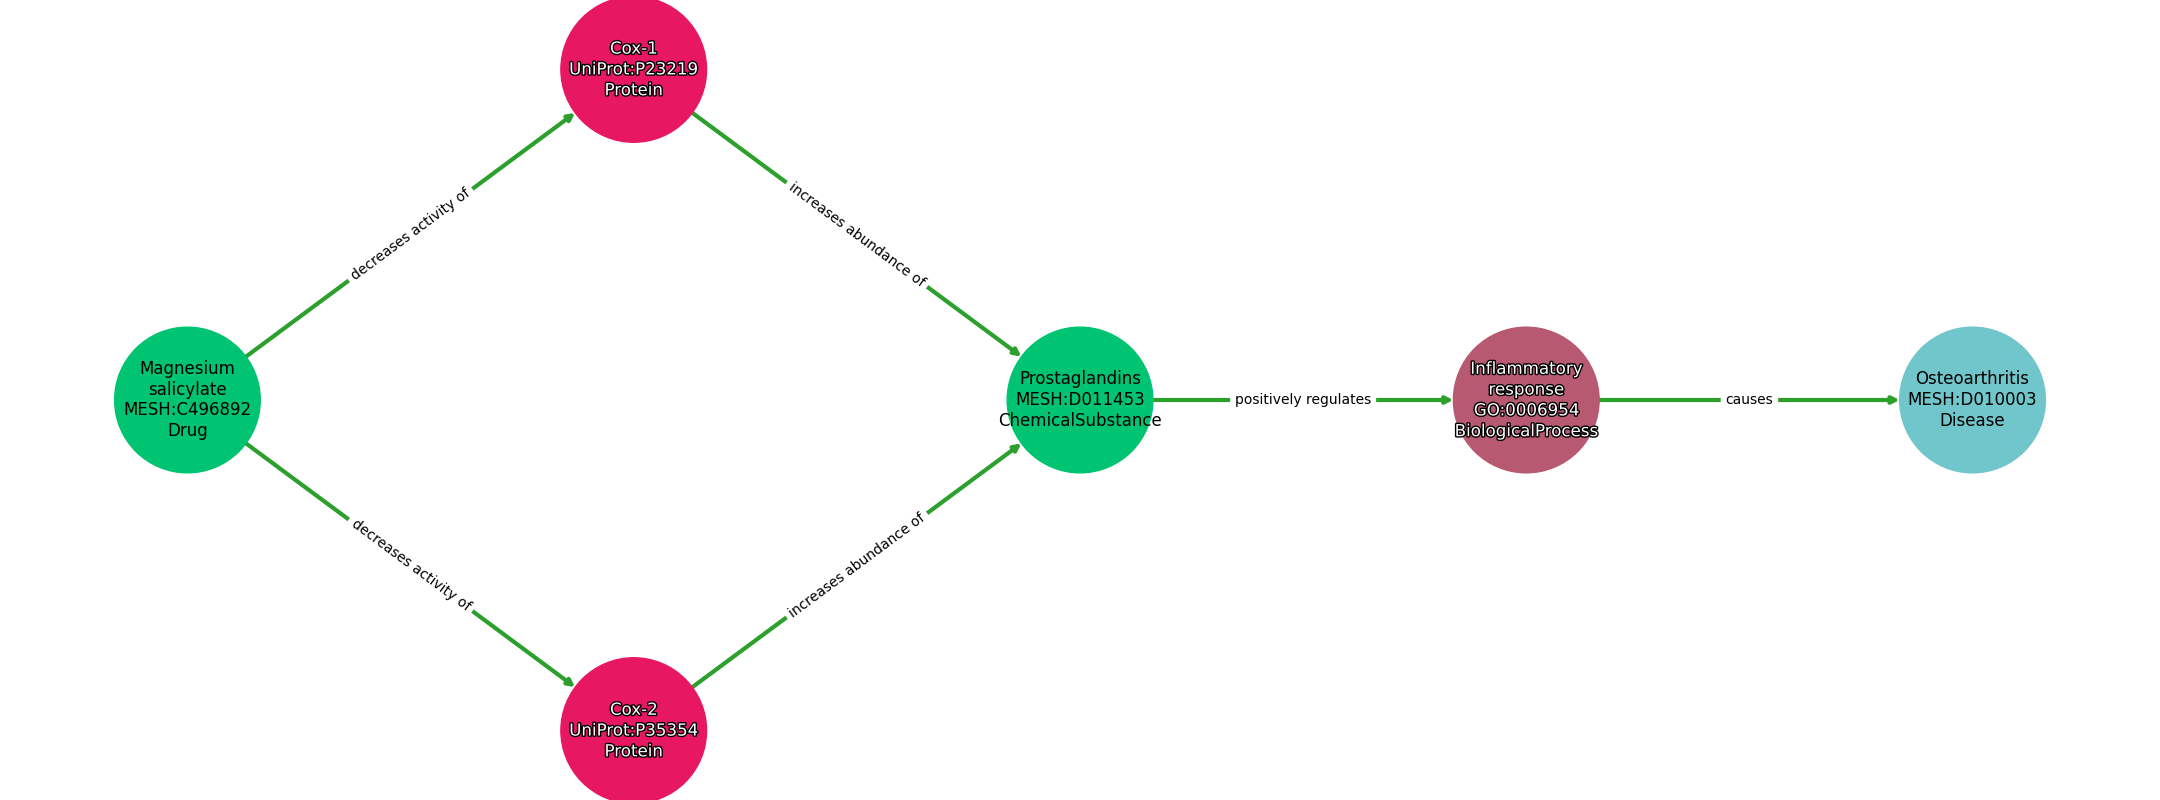 Cox-1
UniProt:P23219
Protein
decreases activity of
increases abundance of
Magnesium
salicylate
MESH:C496892
Drug
Prostaglandins
MESH:D011453
ChemicalSubstance
positively regulates
Inflammatory
response
GO:0006954
BiologicalProcess
causes
Osteoarthritis
MESH:D010003
Disease
decreases activity of
increases abundance of
Cox-2
UniProt:P35354
Protein